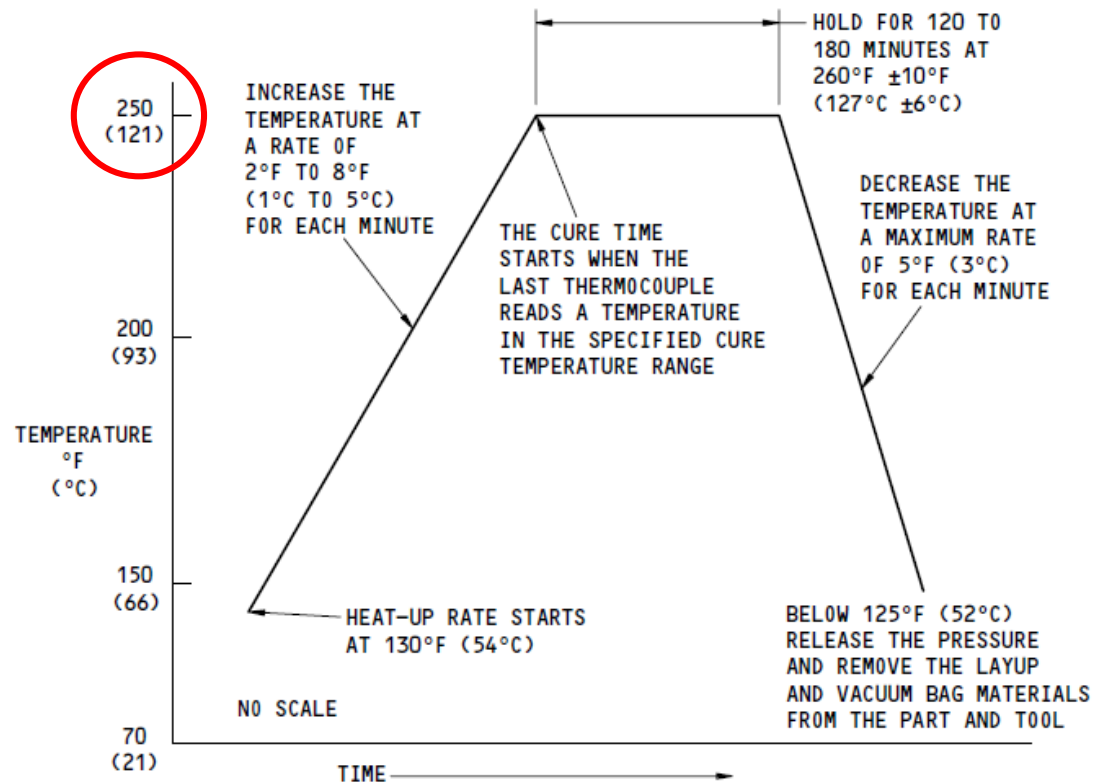 HOLD FOR 120 TO
180 MINUTES AT
260°F ±10°F
(127°C ±6°C)
250
(121)
INCREASE THE
TEMPERATURE AT
A RATE OF
2°F TO 8°F
(1°C TO 5°C)
FOR EACH MINUTE
THE CURE TIME
STARTS WHEN THE
LAST THERMOCOUPLE
READS A TEMPERATURE
IN THE SPECIFIED CURE
TEMPERATURE RANGE
DECREASE THE
TEMPERATURE AT
A MAXIMUM RATE
OF 5°F (3°C)
FOR EACH MINUTE
200
(93)
TEMPERATURE
°F
(°C)
150
(66)
HEAT-UP RATE STARTS
AT 130°F (54°C)
BELOW 125°F (52°C)
RELEASE THE PRESSURE
AND REMOVE THE LAYUP
AND VACUUM BAG MATERIALS
FROM THE PART AND TOOL
NO SCALE
70
(21)
TIME